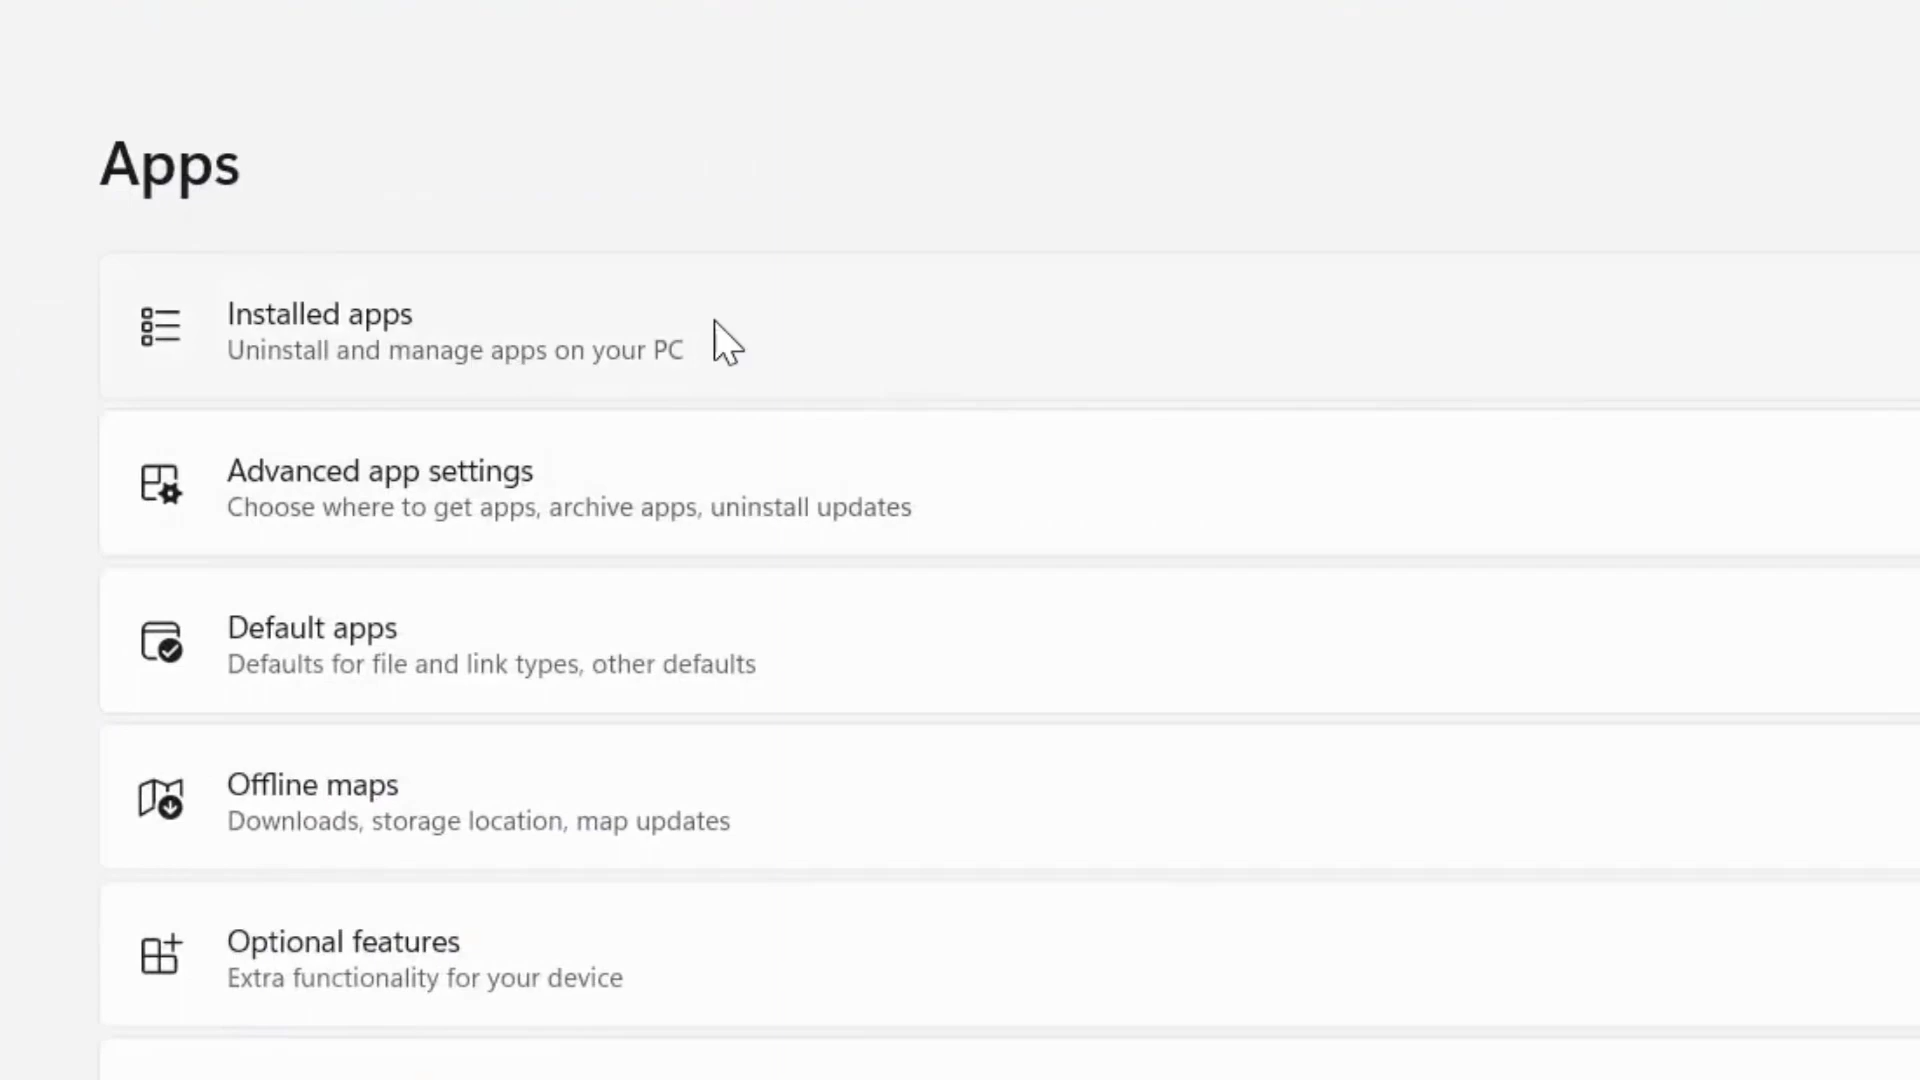 Apps
Installed apps
Uninstall and manage apps on your PC
Advanced app settings
Choose where to get apps, archive apps, uninstall updates
Default apps
Defaults for file and link types, other defaults
Offline maps
Downloads, storage location, map updates
Optional features
Extra functionality for your device